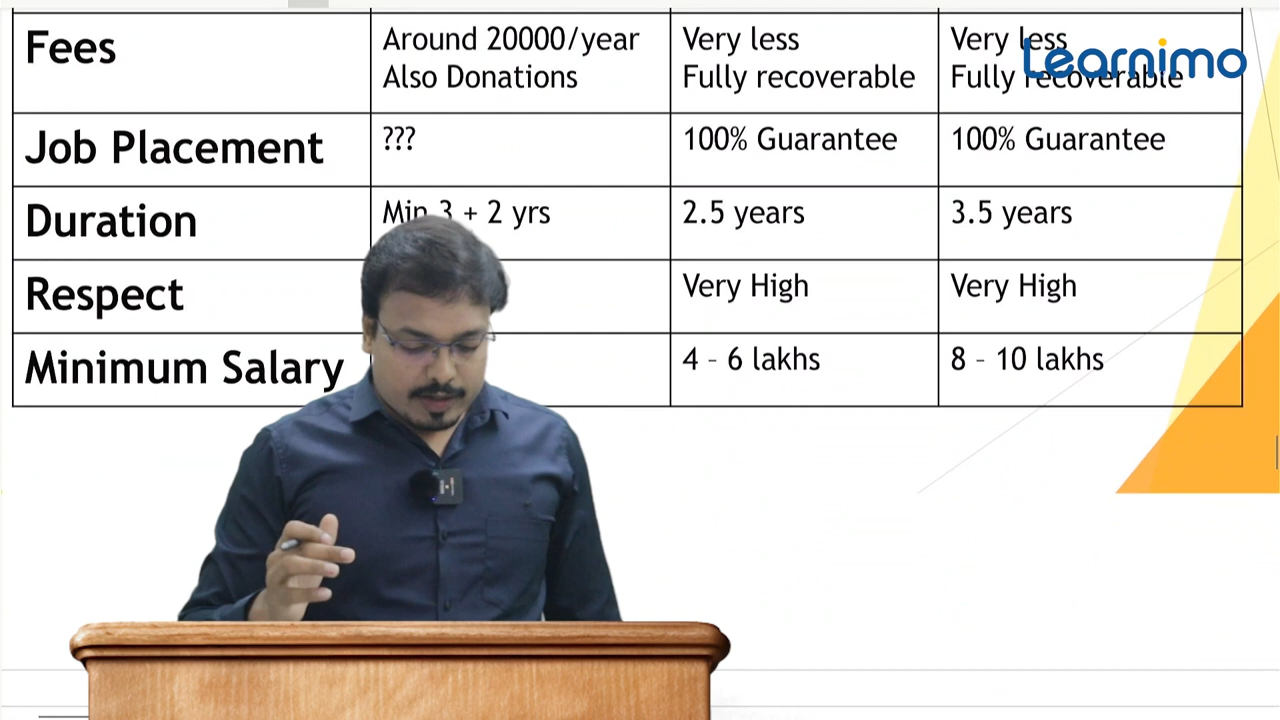 Fees
Around 20000/year
Also Donations
Very less
Fully recoverable
Very less
Fully recoverable
Learnimo
Job Placement
???
100% Guarantee
100% Guarantee
Duration
Min 3 + 2 yrs
2.5 years
3.5 years
Respect
Very High
Very High
Minimum Salary
4 – 6 lakhs
8 – 10 lakhs